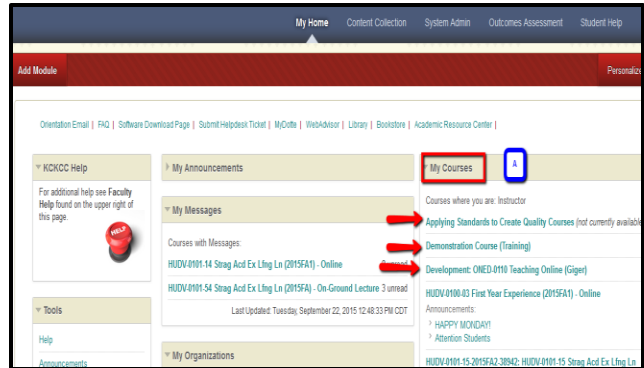 My Home Content Collection System Admin Outcomes Assessment Student Help
Add Module Personalize
Orientation Email | FAQ | Software Download Page | Submit Helpdesk Ticket | MyDotte | WebAdvisor | Library | Bookstore | Academic Resource Center |
KCKCC Help
For additional help see Faculty
Help found on the upper right of
this page.
HELP
Tools
Help
Announcements
My Announcements
My Messages
Courses with Messages:
HUDV-0101-14 Strag Acd Ex Lfng Ln (2015FA1) - Online unread
HUDV-0101-54 Strag Acd Ex Lfng Ln (2015FA) - On-Ground Lecture 3 unread
Last Updated: Tuesday, September 22, 2015 12:48:33 PM CDT
My Organizations
My Courses
A
Courses where you are: Instructor
Applying Standards to Create Quality Courses (not currently available
Demonstration Course (Training)
Development: ONED-0110 Teaching Online (Giger)
HUDV-0100-03 First Year Experience (2015FA1) - Online
Announcements:
HAPPY MONDAY!
Attention Students
HUDV-0101-15-2015FA2-38942: HUDV-0101-15 Strag Acd Ex Lfng Ln